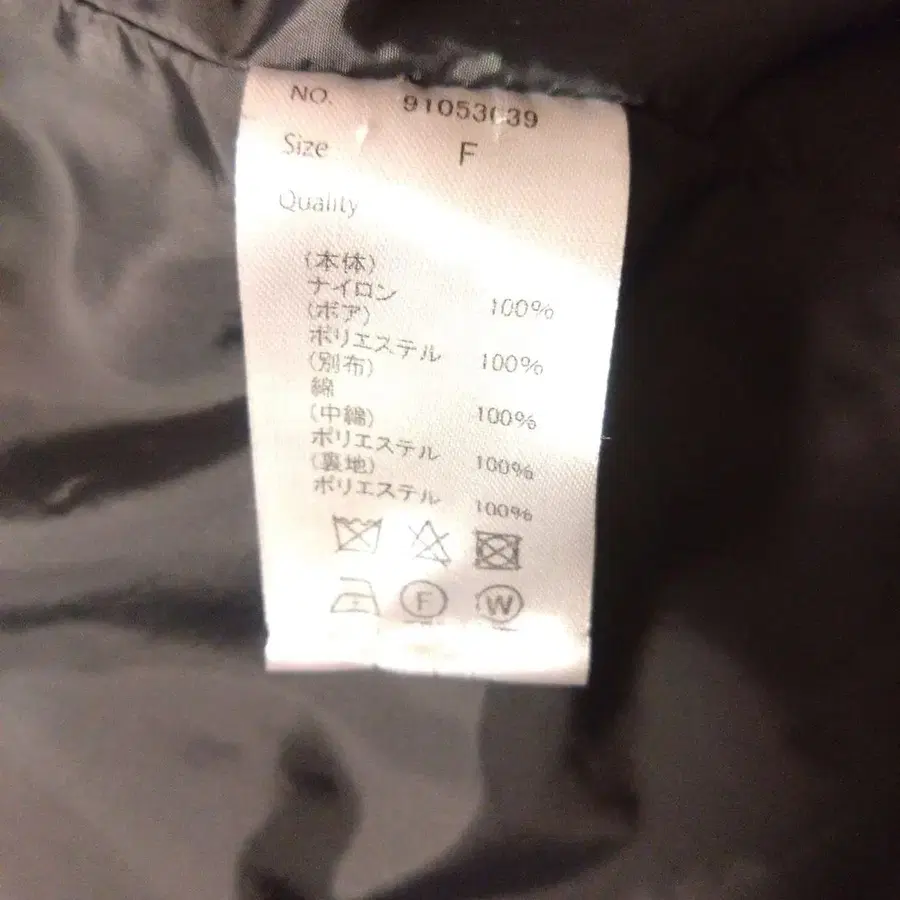 NO. 91053039
Size F
Quality
(本体)
ナイロン 100%
(ボア)
ポリエステル 100%
(別布)
綿 100%
(中綿)
ポリエステル 100%
(裏地)
ポリエステル 100%
F W